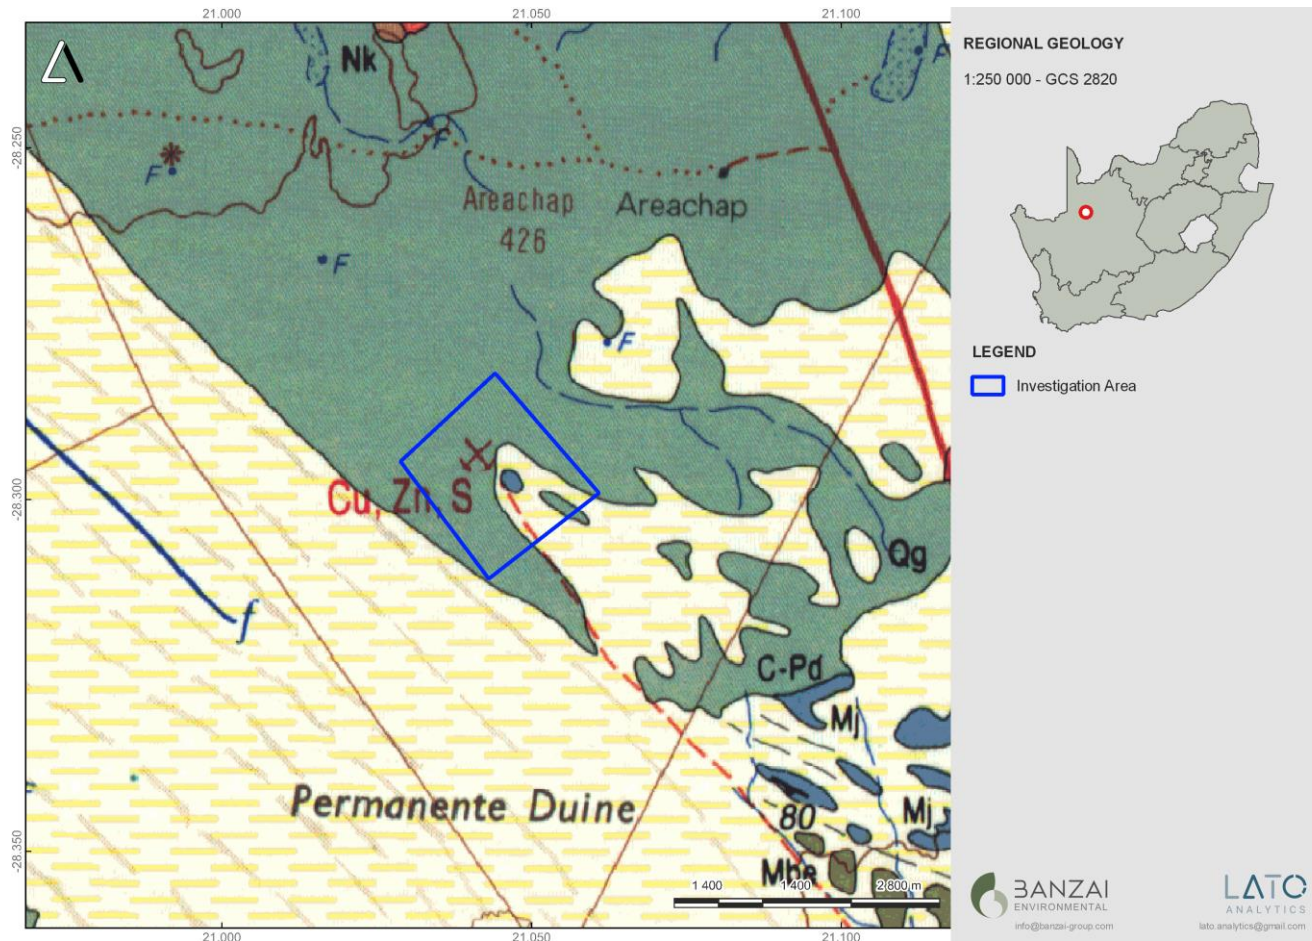 21.000
21.050
21.100
-28.250
-28.300
-28.350
Nk
F
F
F
F
Areachap
426
Areachap
F
Cu, Zn, S
Qg
f
C-Pd
Mj
Permanente Duine
80
Mj
Mbe
1 400
1 400
2 800 m
21.000
21.050
21.100
REGIONAL GEOLOGY
1:250 000 - GCS 2820
LEGEND
Investigation Area
BANZAI
ENVIRONMENTAL
info@banzai-group.com
LATO
ANALYTICS
lato.analytics@gmail.com